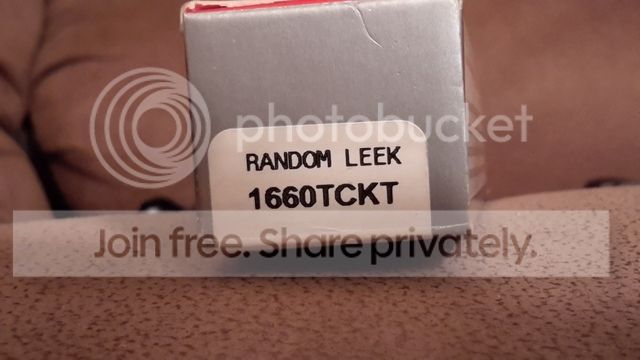 photobucket
RANDOM LEEK
1660TCKT
Join free. Share privately.